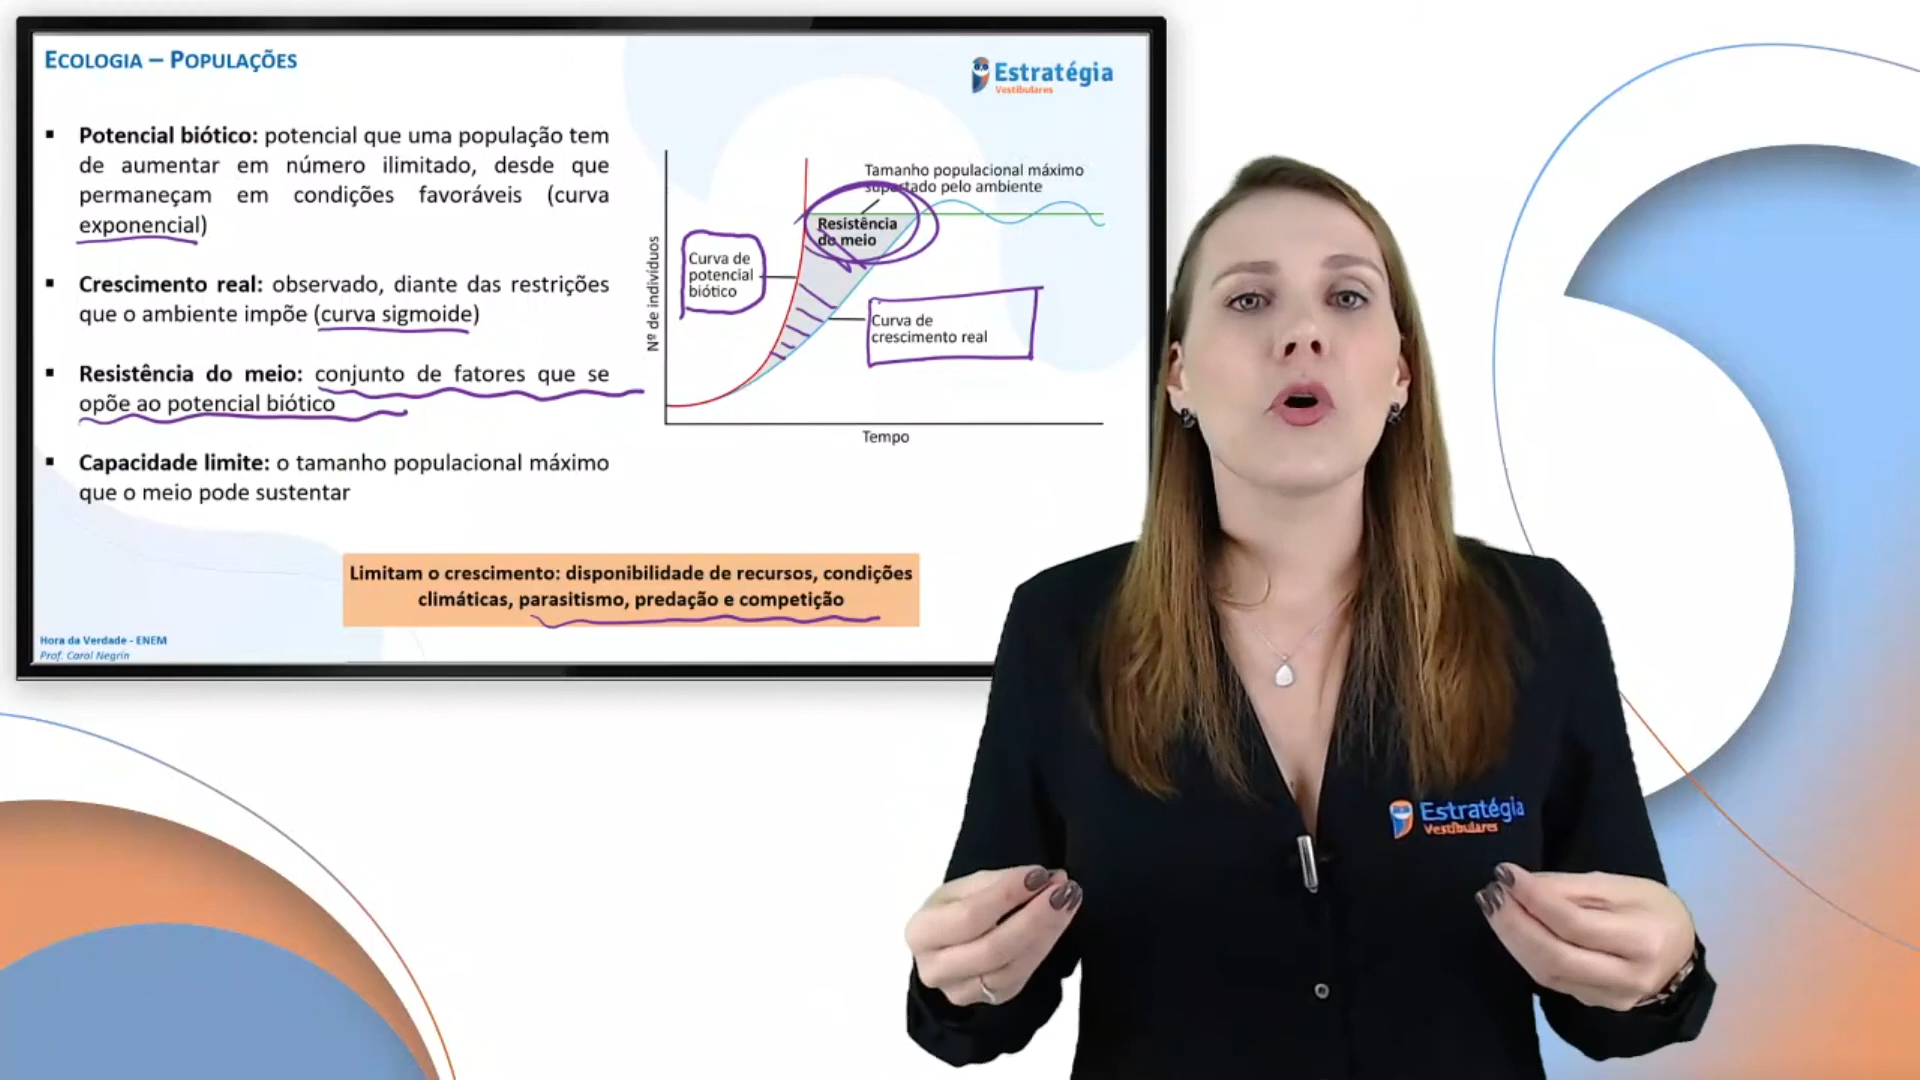 ECOLOGIA – POPULAÇÕES
Estratégia
Vestibulares
▪ Potencial biótico: potencial que uma população tem
de aumentar em número ilimitado, desde que
permaneçam em condições favoráveis (curva
exponencial)
▪ Crescimento real: observado, diante das restrições
que o ambiente impõe (curva sigmoide)
▪ Resistência do meio: conjunto de fatores que se
opõe ao potencial biótico
▪ Capacidade limite: o tamanho populacional máximo
que o meio pode sustentar
Nº de indivíduos
Tamanho populacional máximo
suportado pelo ambiente
Resistência
do meio
Curva de
potencial
biótico
Curva de
crescimento real
Tempo
Limitam o crescimento: disponibilidade de recursos, condições
climáticas, parasitismo, predação e competição
Hora da Verdade - ENEM
Prof. Carol Negrin
Estratégia
Vestibulares